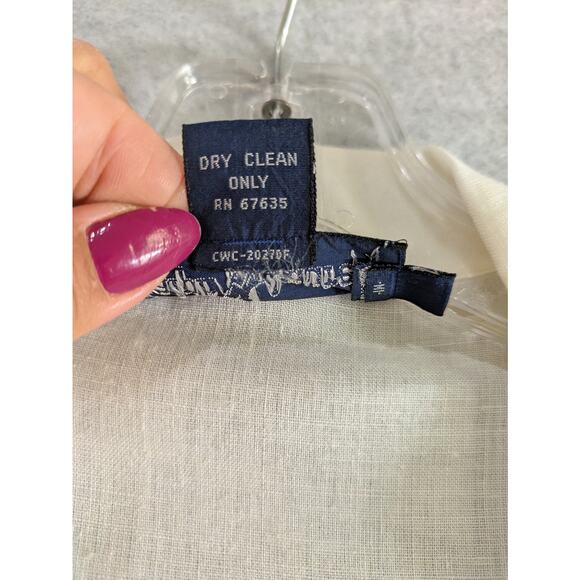 DRY CLEAN
ONLY
RN 67635
CWC-20270F